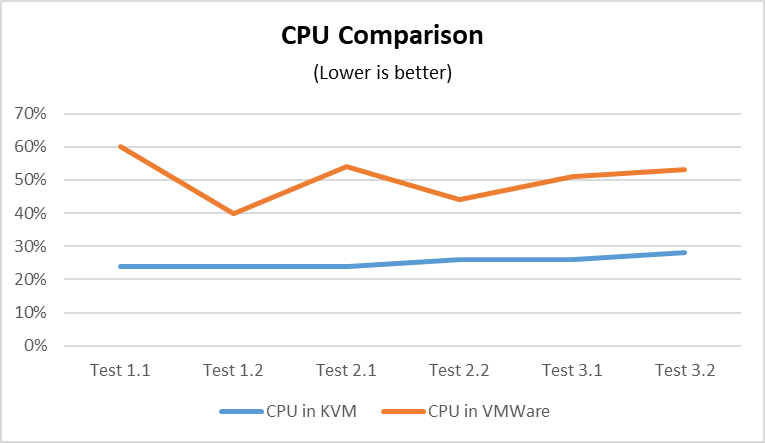 CPU Comparison
(Lower is better)
70%
60%
50%
40%
30%
20%
10%
0%
Test 1.1 Test 1.2 Test 2.1 Test 2.2 Test 3.1 Test 3.2
CPU in KVM CPU in VMWare